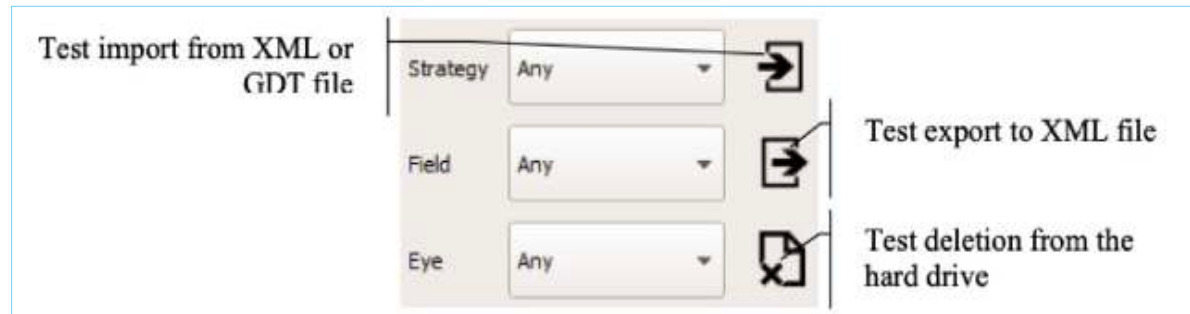 Test import from XML or
GDT file
Strategy Any
Test export to XML file
Field Any
Eye Any
Test deletion from the
hard drive